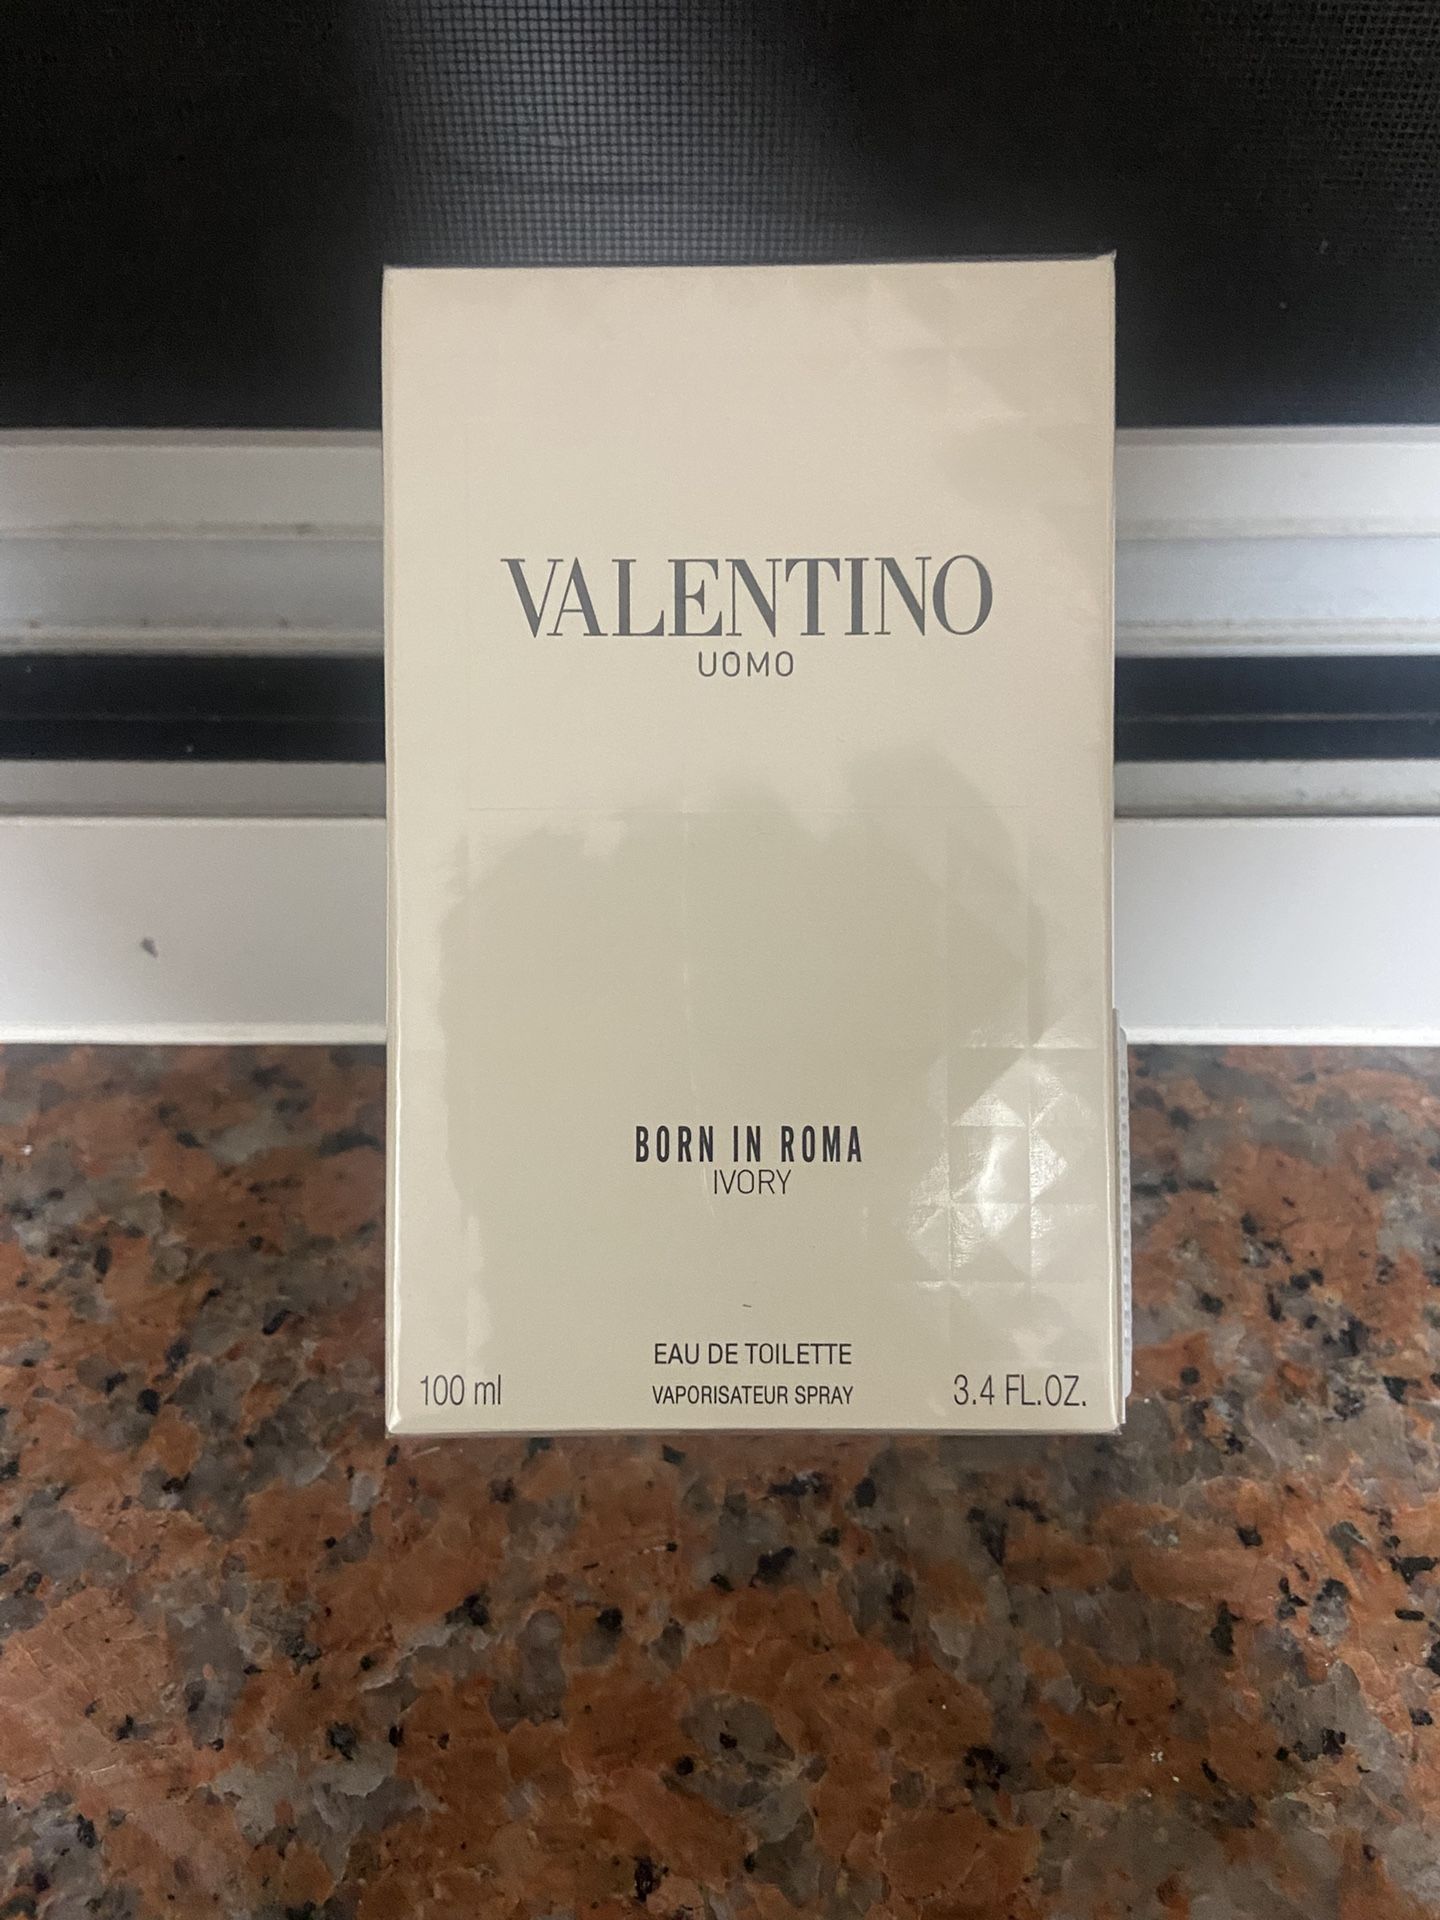 VALENTINO
UOMO
BORN IN ROMA
IVORY
EAU DE TOILETTE
100 ml VAPORISATEUR SPRAY 3.4 FL.OZ.